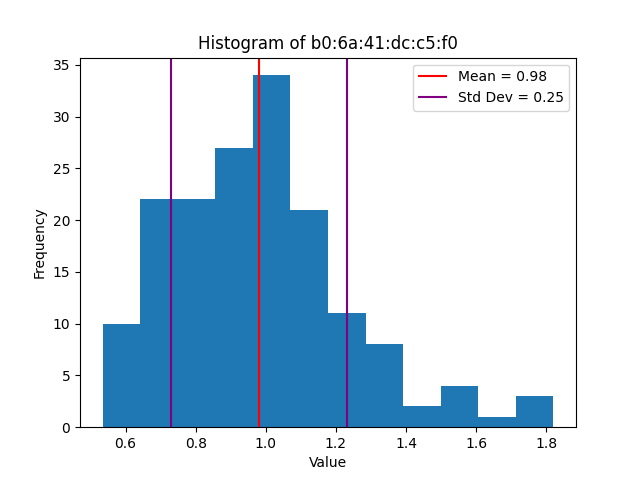 Histogram of b0:6a:41:dc:c5:f0
Mean = 0.98
Std Dev = 0.25
35
30
25
20
15
10
5
0
Frequency
0.6 0.8 1.0 1.2 1.4 1.6 1.8
Value